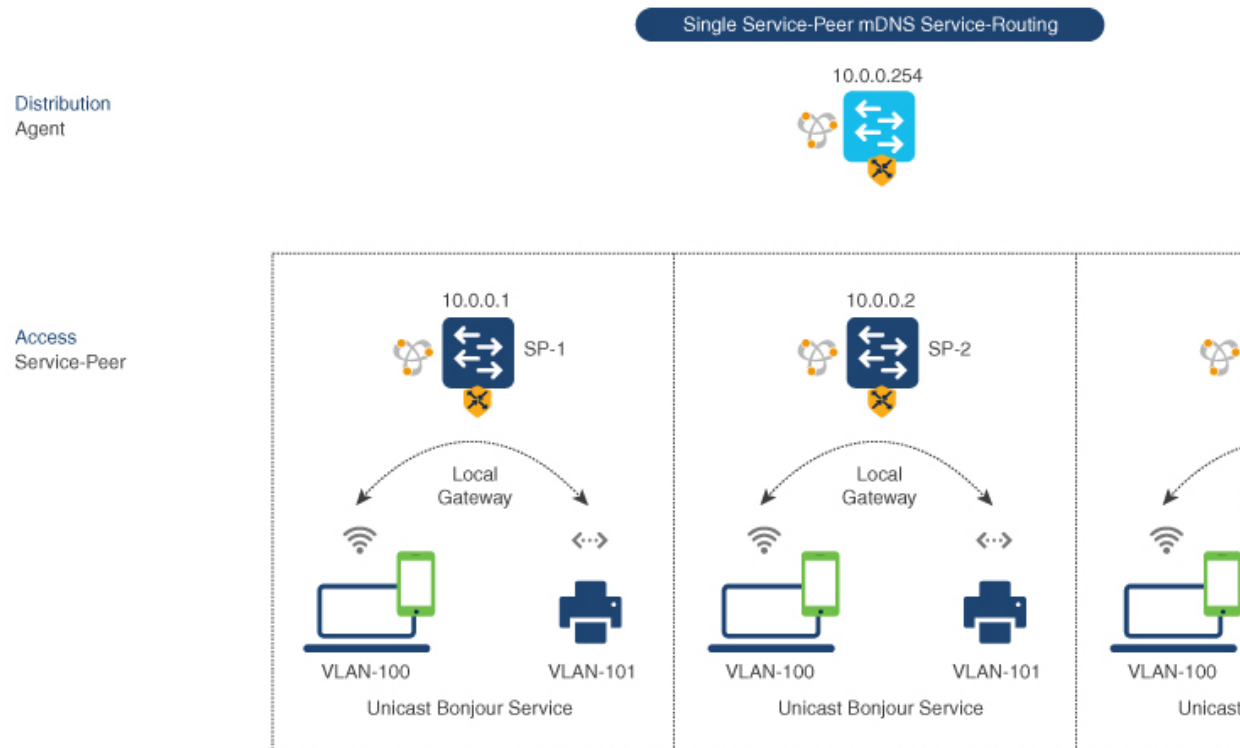 Single Service-Peer mDNS Service-Routing
10.0.0.254
Distribution
Agent
10.0.0.1
10.0.0.2
Access
Service-Peer
SP-1
SP-2
Local
Gateway
Local
Gateway
VLAN-100
VLAN-101
VLAN-100
VLAN-101
VLAN-100
Unicast Bonjour Service
Unicast Bonjour Service
Unicast